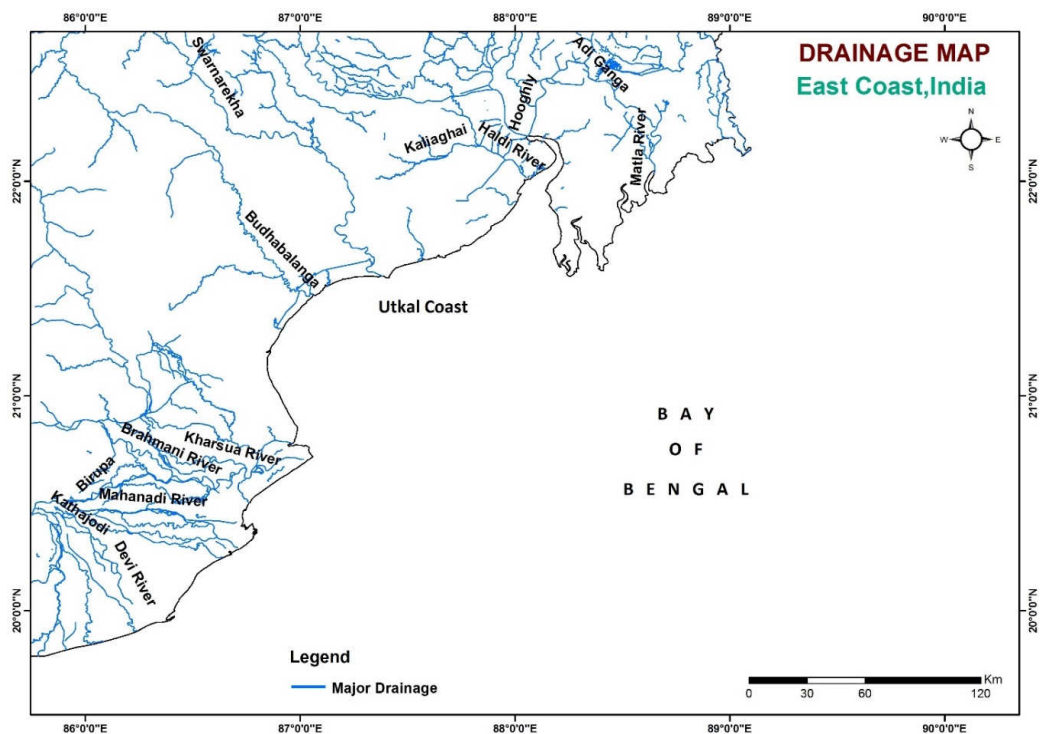 86°0'0"E 87°0'0"E 88°0'0"E 89°0'0"E 90°0'0"E
DRAINAGE MAP
East Coast,India
N
W E
S
Swarnarekha
Kaliaghai
Haldi River
Hooghly
Adi Ganga
Matla River
22°0'0"N 22°0'0"N
Budhabalanga
Utkal Coast
21°0'0"N 21°0'0"N
BAY
OF
BENGAL
Kharsua River
Brahmani River
Birupa
Mahanadi River
Kathajodi
Devi River
20°0'0"N 20°0'0"N
Legend
Major Drainage
Km
0 30 60 120
86°0'0"E 87°0'0"E 88°0'0"E 89°0'0"E 90°0'0"E